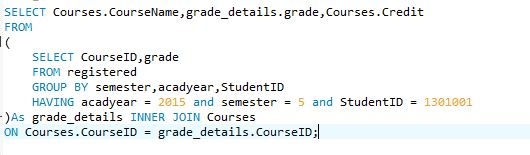 SELECT Courses.CourseName,grade_details.grade,Courses.Credit
FROM
(
SELECT CourseID,grade
FROM registered
GROUP BY semester,acadyear,StudentID
HAVING acadyear = 2015 and semester = 5 and StudentID = 1301001
)As grade_details INNER JOIN Courses
ON Courses.CourseID = grade_details.CourseID;